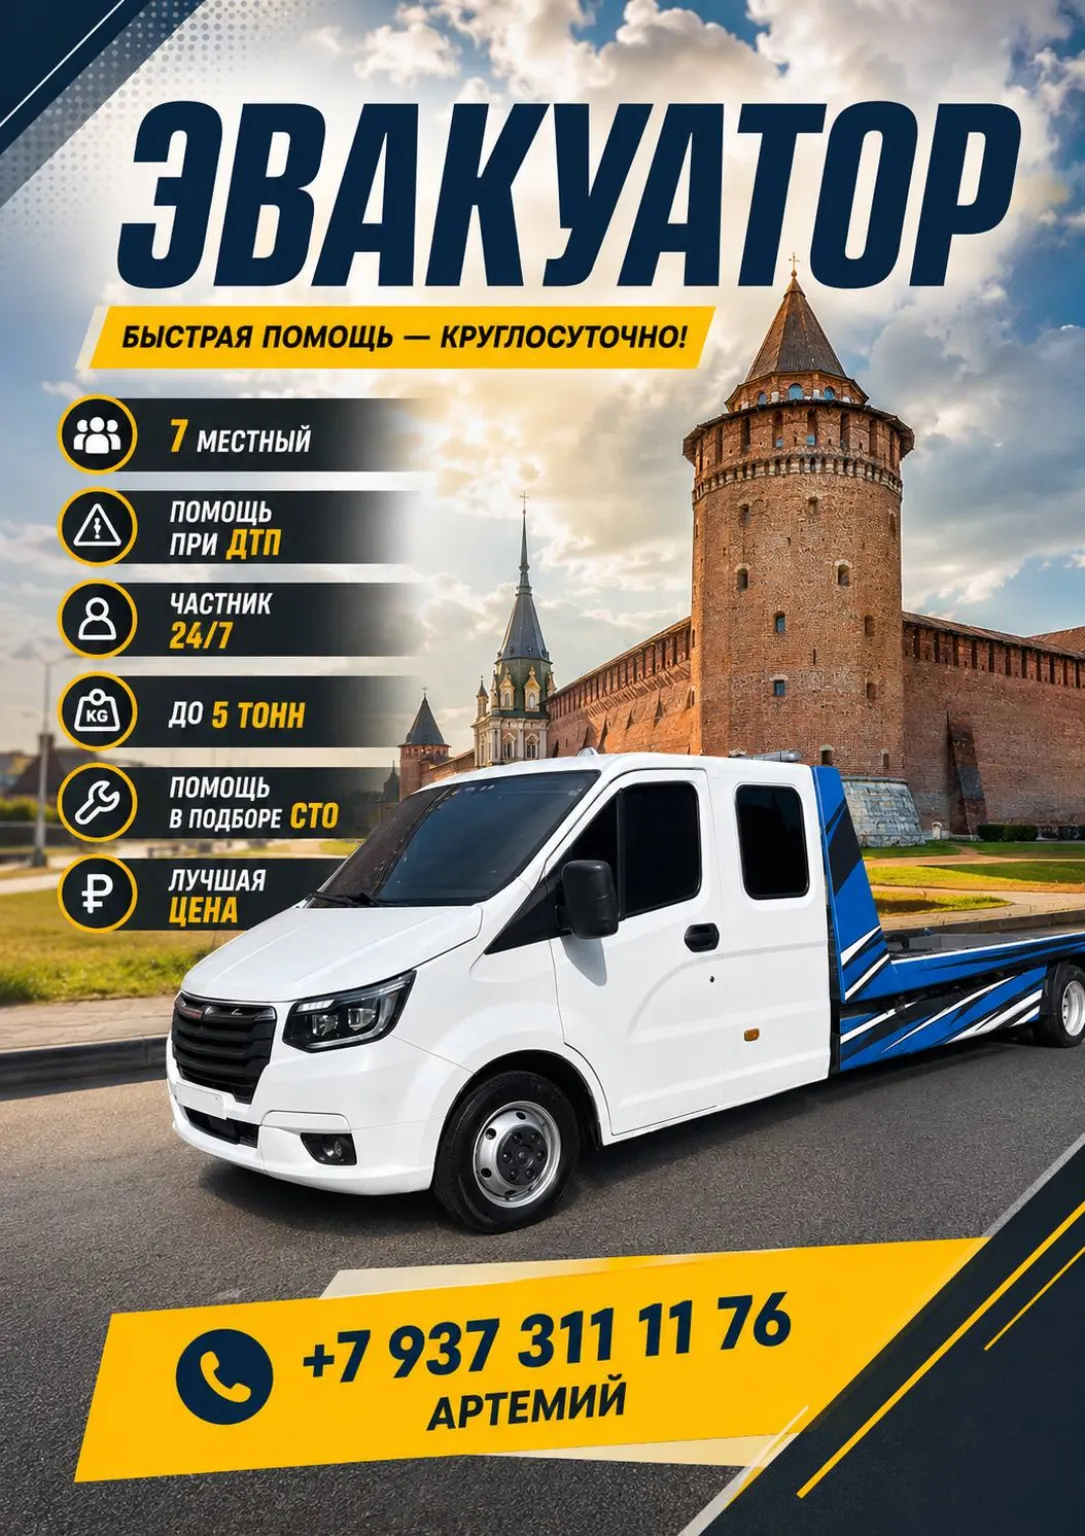 ЭВАКУАТОР
БЫСТРАЯ ПОМОЩЬ — КРУГЛОСУТОЧНО!
7 МЕСТНЫЙ
ПОМОЩЬ
ПРИ ДТП
ЧАСТНИК
24/7
KG
ДО 5 ТОНН
ПОМОЩЬ
В ПОДБОРЕ СТО
₽
ЛУЧШАЯ
ЦЕНА
+7 937 311 11 76
АРТЕМИЙ